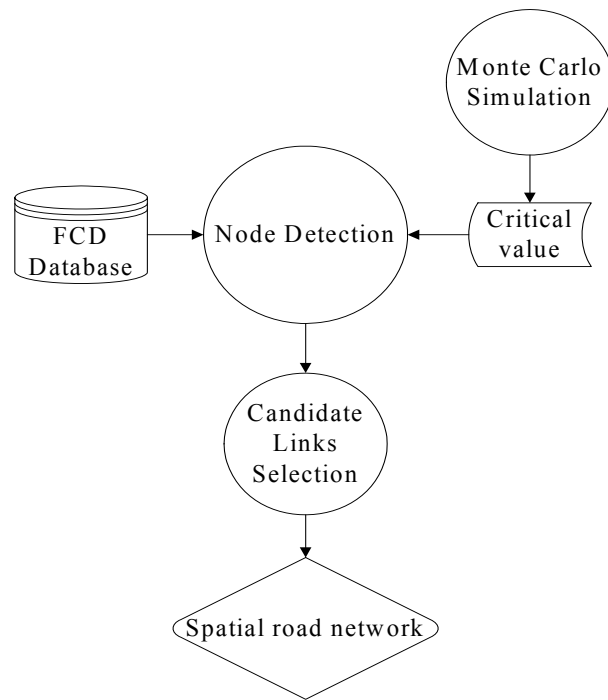 Monte Carlo
Simulation
FCD
Database
Node Detection
Critical
value
Candidate
Links
Selection
Spatial road network